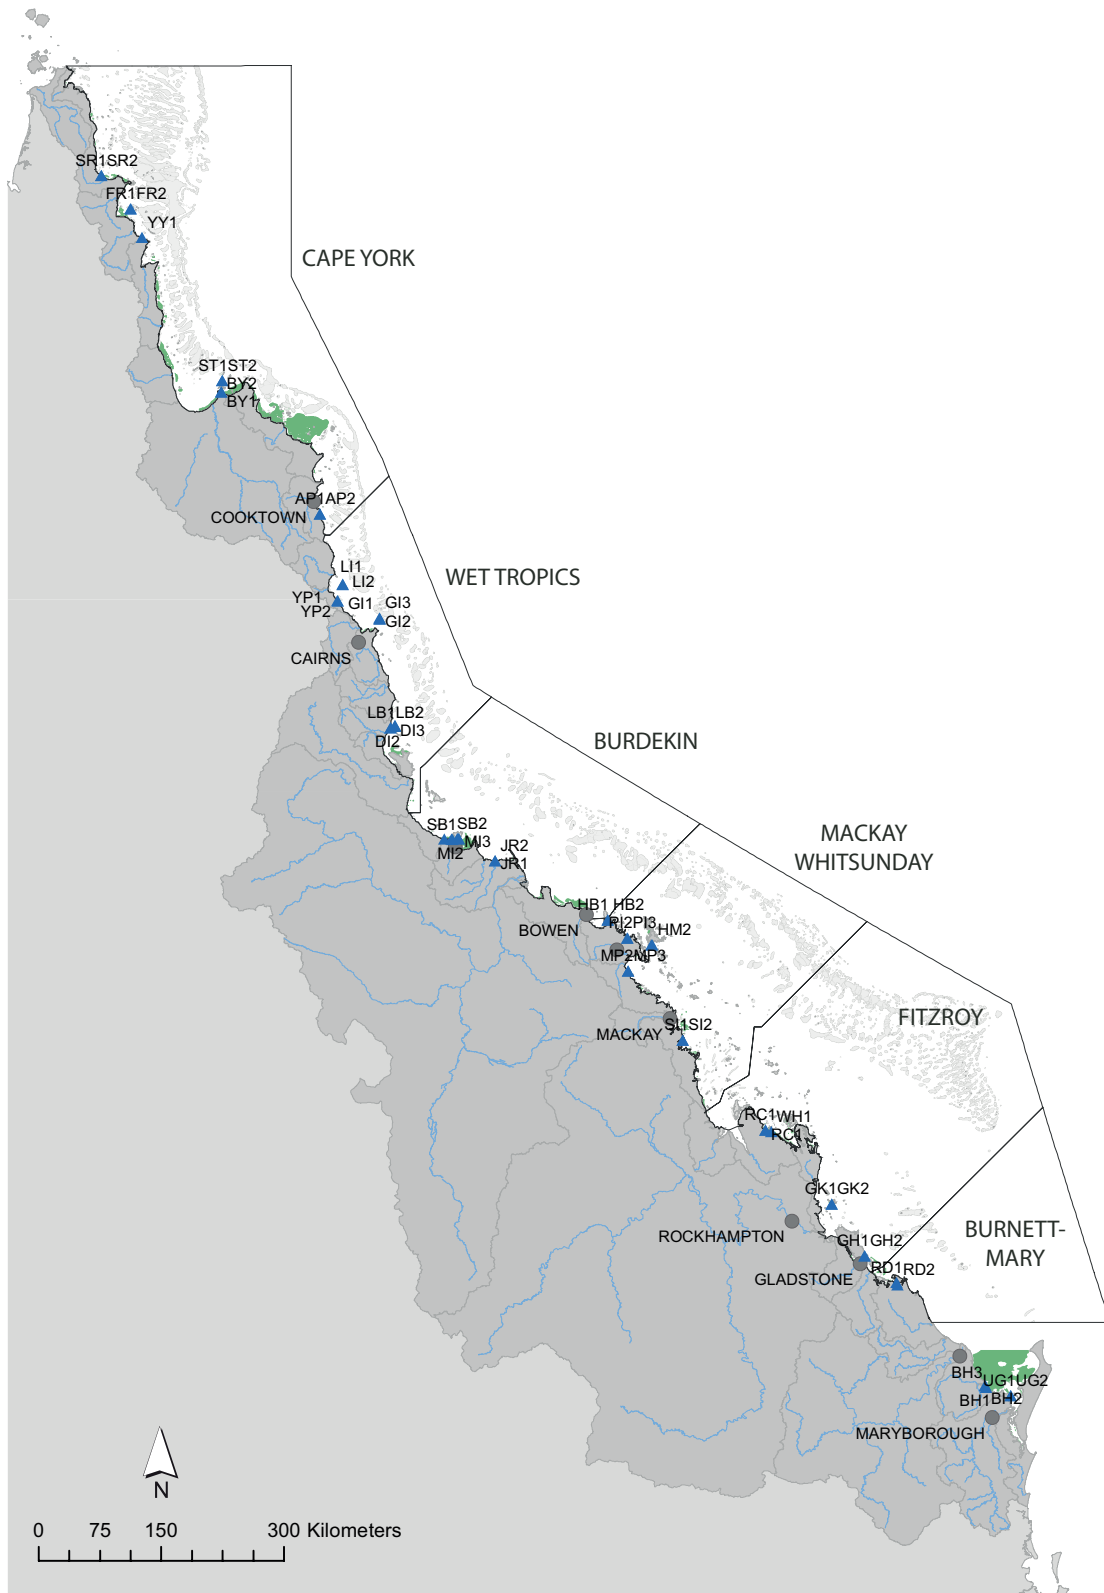 SR1SR2
FR1FR2
YY1
CAPE YORK
ST1ST2
BY2
BY1
AP1AP2
COOKTOWN
WET TROPICS
LI1
LI2
YP1
YP2
GI1
GI3
GI2
CAIRNS
LB1LB2
DI3
DI2
BURDEKIN
SB1SB2
MI3
MI2
JR2
JR1
MACKAY
WHITSUNDAY
HB1 HB2
BOWEN
PI2PI3
HM2
MP2MP3
FITZROY
SI1SI2
MACKAY
RC1WH1
RC1
GK1GK2
ROCKHAMPTON
BURNETT-
MARY
GH1GH2
GLADSTONE
RD1
RD2
BH3
UG1UG2
BH1BH2
MARYBOROUGH
N
0 75 150 300 Kilometers